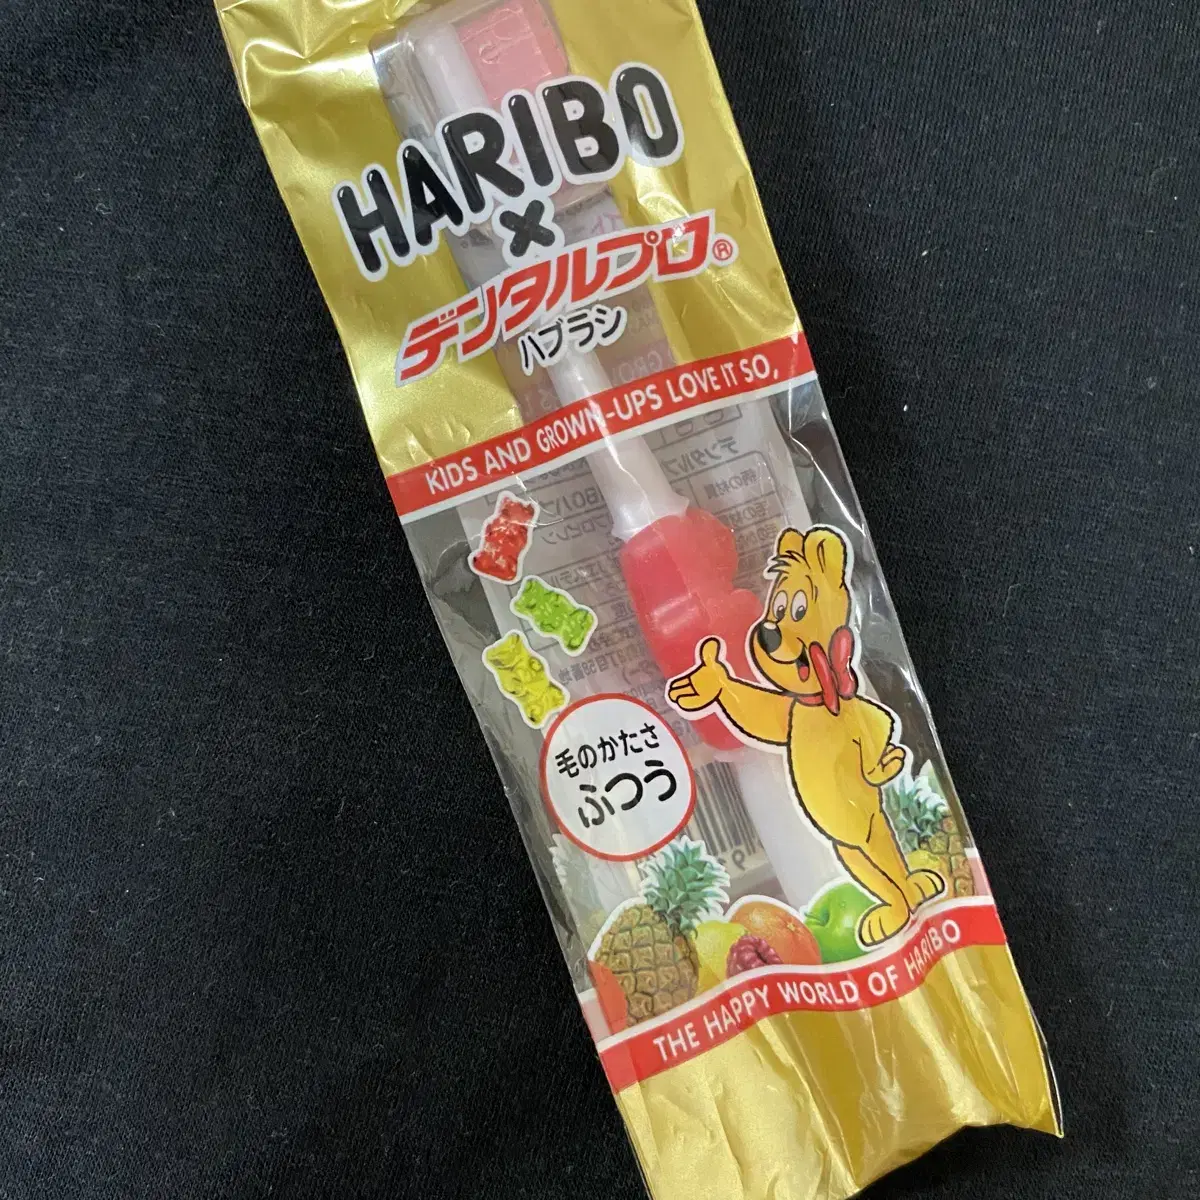 HARIBO
×
デンタルプロ®
ハブラシ
KIDS AND GROWN-UPS LOVE IT SO,
毛のかたさ
ふつう
THE HAPPY WORLD OF HARIBO